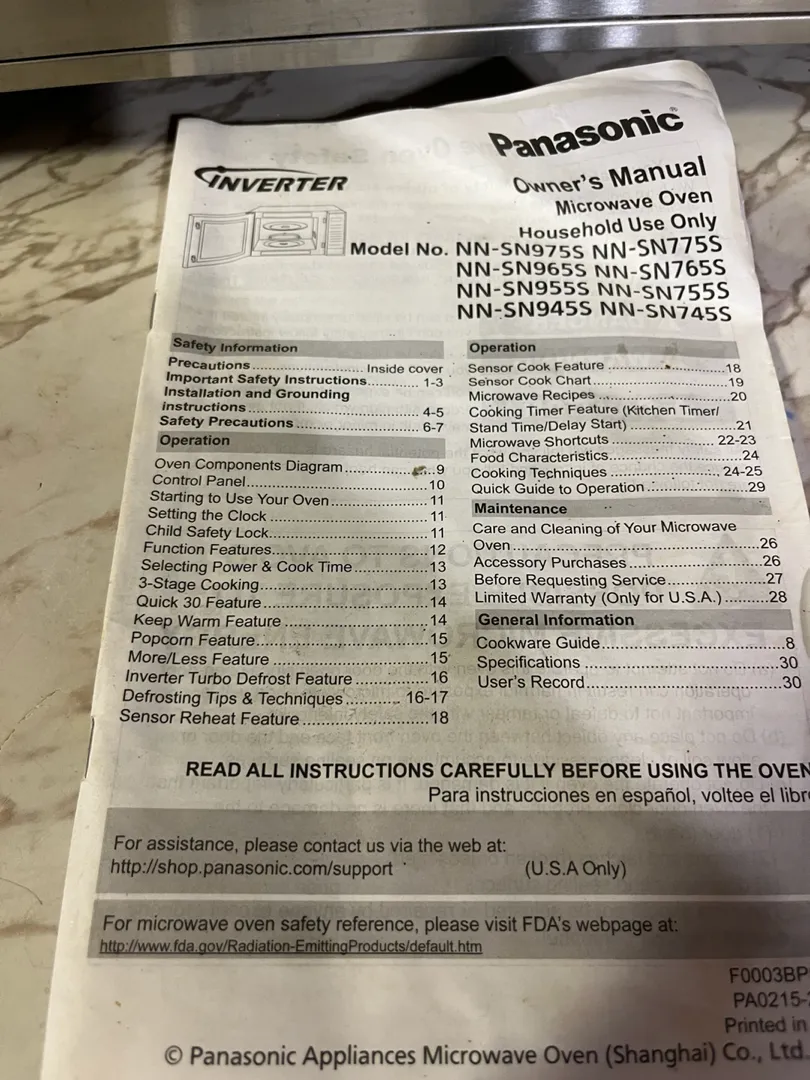 Panasonic®
INVERTER
Owner's Manual
Microwave Oven
Household Use Only
Model No. NN-SN975S NN-SN775S
NN-SN965S NN-SN765S
NN-SN955S NN-SN755S
NN-SN945S NN-SN745S
Safety Information
Precautions.............................. Inside cover
Important Safety Instructions............ 1-3
Installation and Grounding
instructions ........................................ 4-5
Safety Precautions ............................. 6-7
Operation
Oven Components Diagram....................9
Control Panel.........................................10
Starting to Use Your Oven.....................11
Setting the Clock ...................................11
Child Safety Lock...................................11
Function Features..................................12
Selecting Power & Cook Time...............13
3-Stage Cooking....................................13
Quick 30 Feature ...................................14
Keep Warm Feature ..............................14
Popcorn Feature....................................15
More/Less Feature ................................15
Inverter Turbo Defrost Feature ..............16
Defrosting Tips & Techniques............ 16-17
Sensor Reheat Feature..........................18
Operation
Sensor Cook Feature ............................18
Sensor Cook Chart................................19
Microwave Recipes ...............................20
Cooking Timer Feature (Kitchen Timer/
Stand Time/Delay Start) ........................21
Microwave Shortcuts ....................... 22-23
Food Characteristics..............................24
Cooking Techniques ........................ 24-25
Quick Guide to Operation ......................29
Maintenance
Care and Cleaning of Your Microwave
Oven......................................................26
Accessory Purchases............................26
Before Requesting Service....................27
Limited Warranty (Only for U.S.A.) .........28
General Information
Cookware Guide......................................8
Specifications ........................................30
User's Record........................................30
READ ALL INSTRUCTIONS CAREFULLY BEFORE USING THE OVEN
Para instrucciones en español, voltee el libr
For assistance, please contact us via the web at:
http://shop.panasonic.com/support (U.S.A Only)
For microwave oven safety reference, please visit FDA's webpage at:
http://www.fda.gov/Radiation-EmittingProducts/default.htm
F0003BP
PA0215-
Printed in
© Panasonic Appliances Microwave Oven (Shanghai) Co., Ltd.